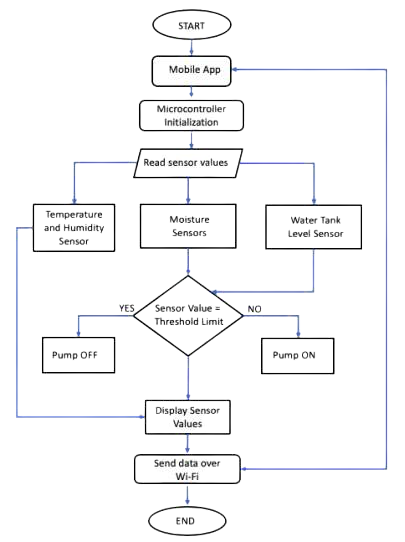 START
Mobile App
Microcontroller
Initialization
Read sensor values
Temperature
and Humidity
Sensor
Moisture
Sensors
Water Tank
Level Sensor
YES
Sensor Value =
Threshold Limit
NO
Pump OFF
Pump ON
Display Sensor
Values
Send data over
Wi-Fi
END